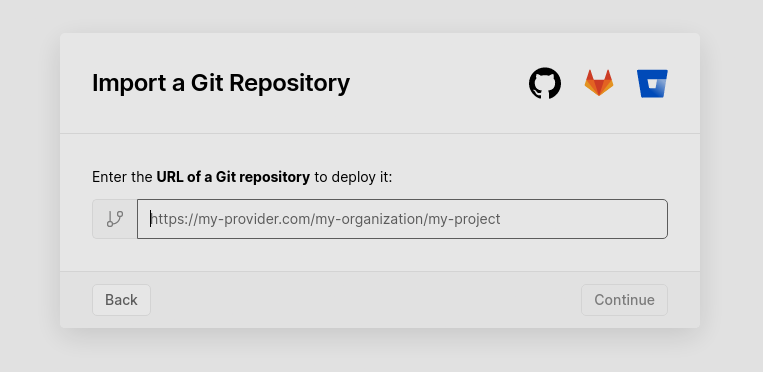 Import a Git Repository
Enter the URL of a Git repository to deploy it:
https://my-provider.com/my-organization/my-project
Back
Continue